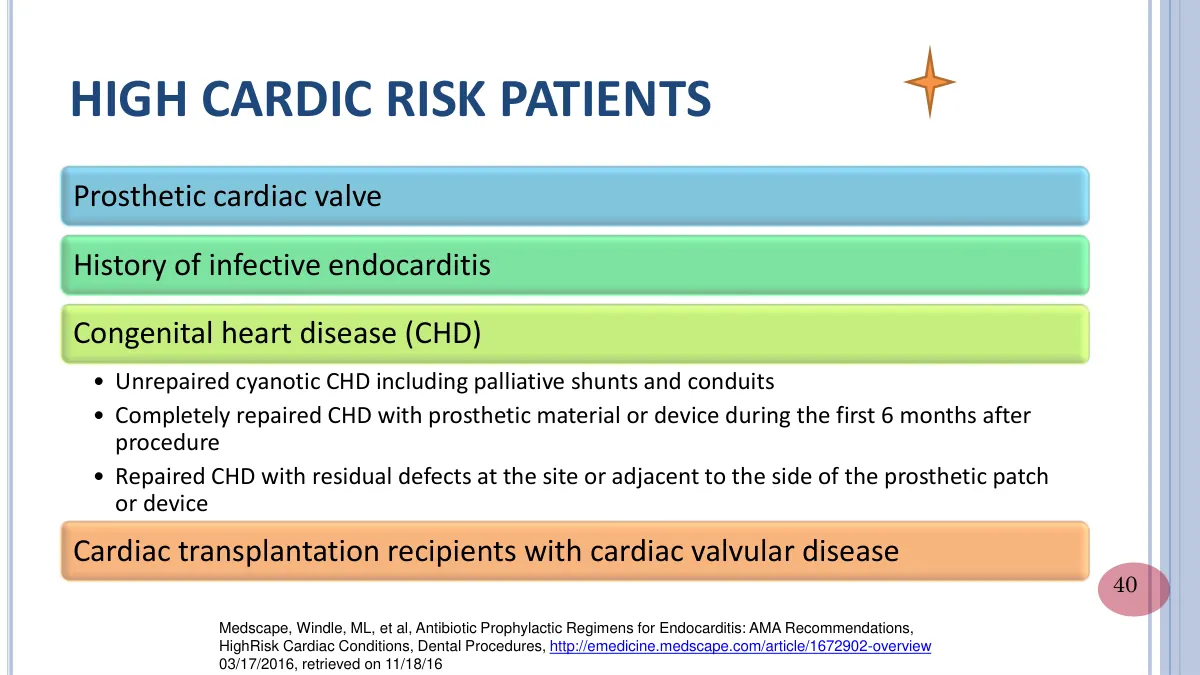 HIGH CARDIC RISK PATIENTS
Prosthetic cardiac valve
History of infective endocarditis
Congenital heart disease (CHD)
• Unrepaired cyanotic CHD including palliative shunts and conduits
• Completely repaired CHD with prosthetic material or device during the first 6 months after
procedure
• Repaired CHD with residual defects at the site or adjacent to the side of the prosthetic patch
or device
Cardiac transplantation recipients with cardiac valvular disease
40
Medscape, Windle, ML, et al, Antibiotic Prophylactic Regimens for Endocarditis: AMA Recommendations,
HighRisk Cardiac Conditions, Dental Procedures, http://emedicine.medscape.com/article/1672902-overview
03/17/2016, retrieved on 11/18/16